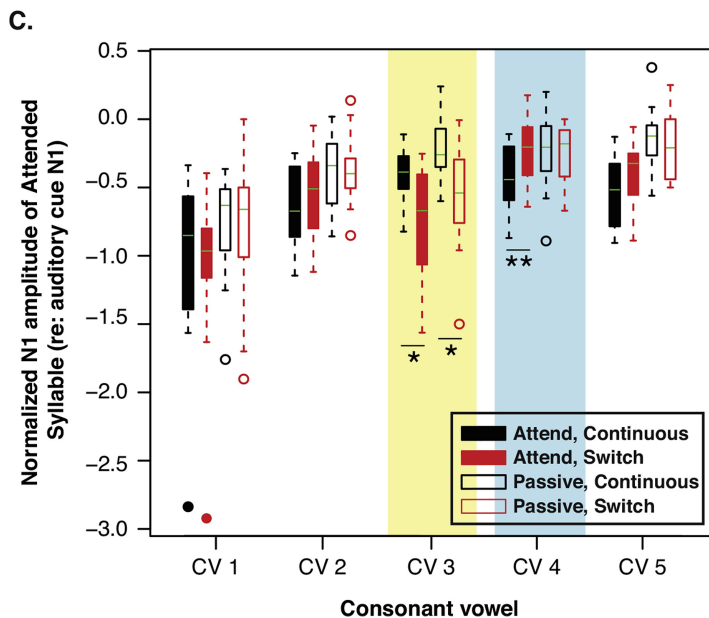 C.
Normalized N1 amplitude of Attended
Syllable (re: auditory cue N1)
0.5
0.0
−0.5
−1.0
−1.5
−2.0
−2.5
−3.0
*
*
**
Attend, Continuous
Attend, Switch
Passive, Continuous
Passive, Switch
CV 1
CV 2
CV 3
CV 4
CV 5
Consonant vowel